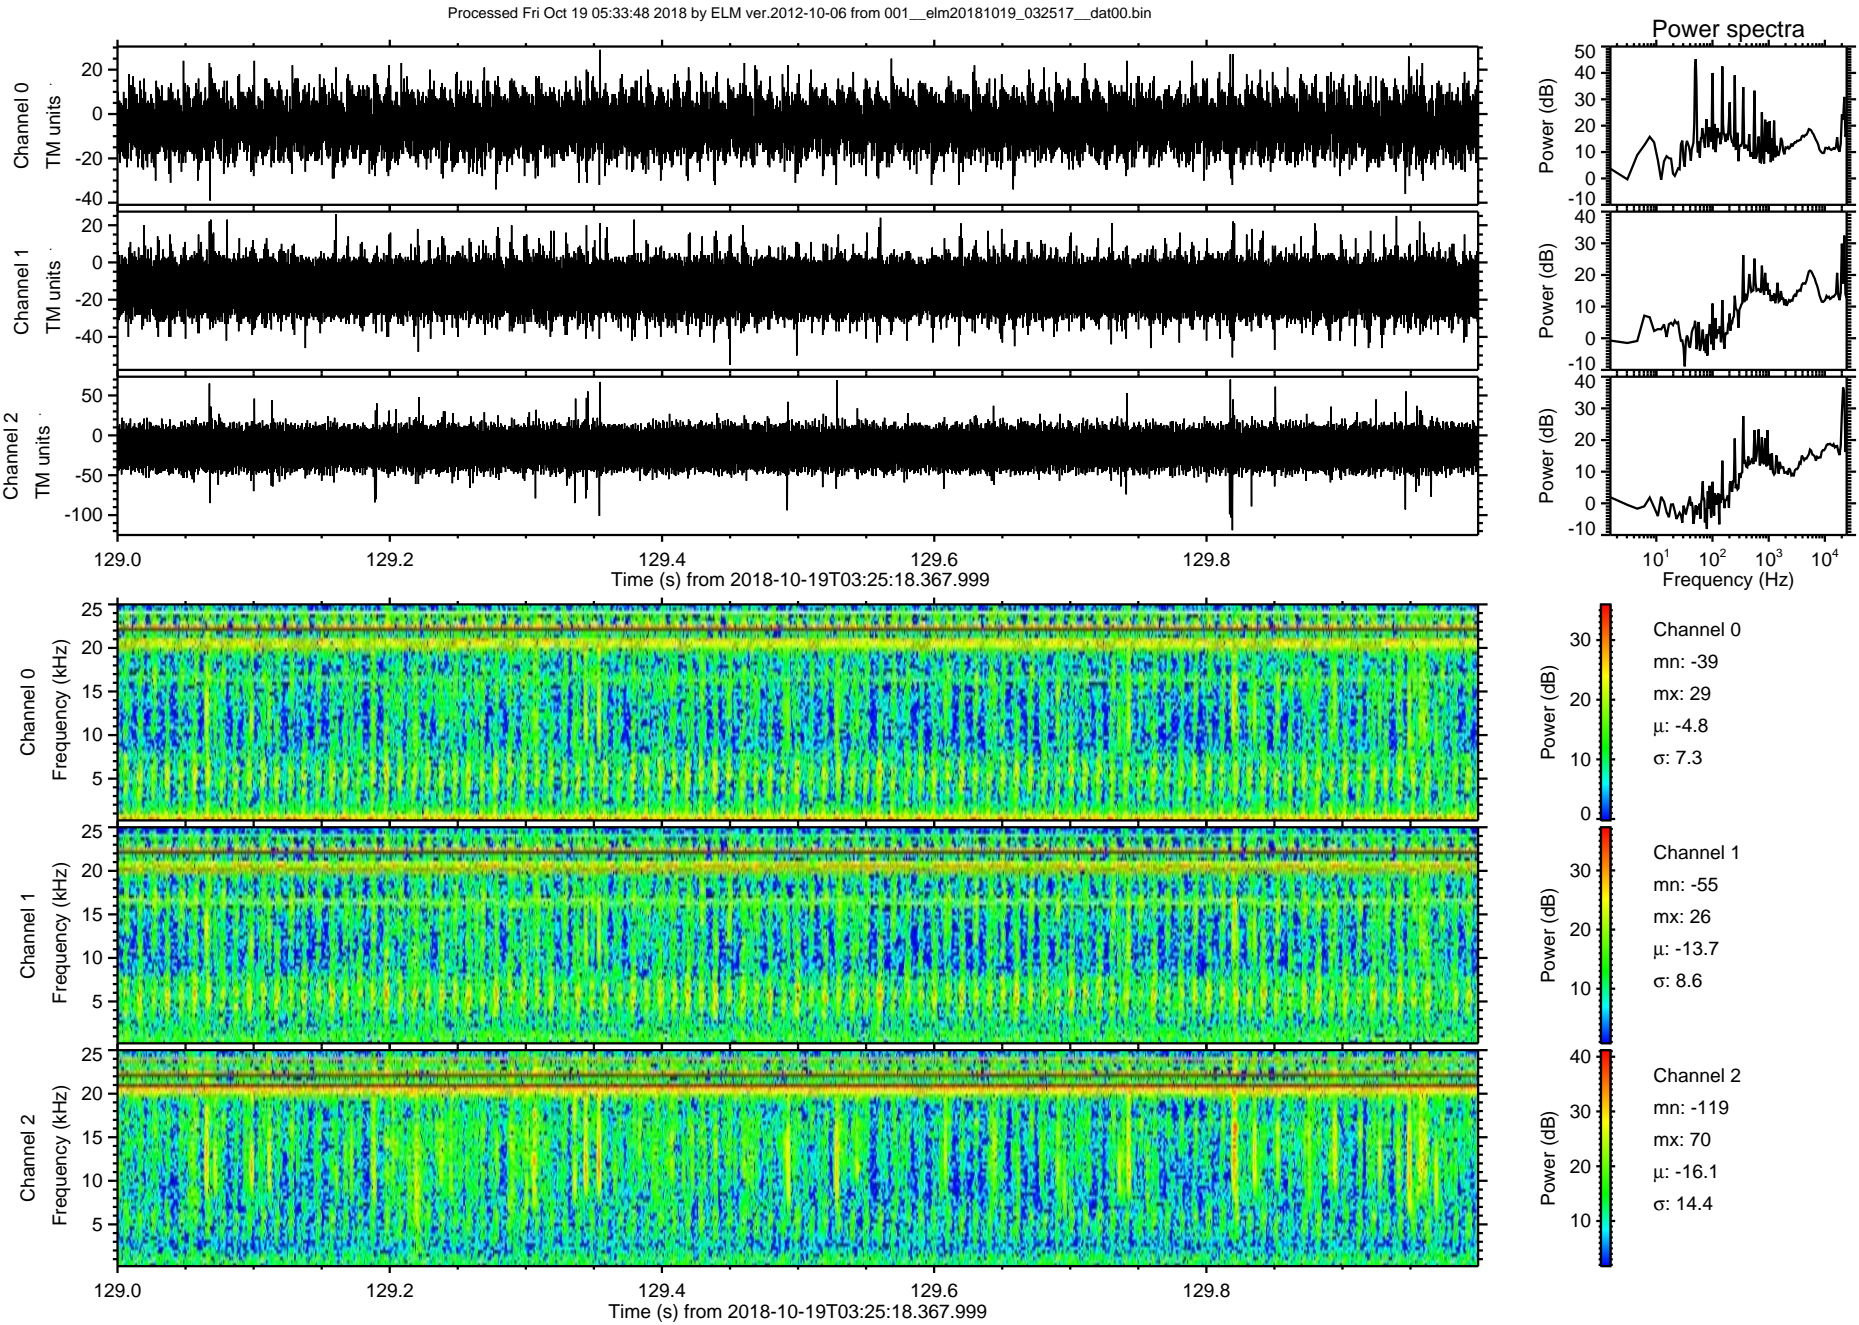 Processed Fri Oct 19 05:33:48 2018 by ELM ver.2012-10-06 from 001__elm20181019_032517__dat00.bin
Power spectra
Channel 0
TM units
20
0
-20
-40
Power (dB)
50
40
30
20
10
0
-10
Channel 1
TM units
20
0
-20
-40
Power (dB)
40
30
20
10
0
-10
Channel 2
TM units
50
0
-50
-100
Power (dB)
40
30
20
10
0
-10
129.0 129.2 129.4 129.6 129.8
Time (s) from 2018-10-19T03:25:18.367.999
10^1 10^2 10^3 10^4
Frequency (Hz)
Channel 0
Frequency (kHz)
25
20
15
10
5
Power (dB)
30
20
10
0
Channel 0
mn: -39
mx: 29
μ: -4.8
σ: 7.3
Channel 1
Frequency (kHz)
25
20
15
10
5
Power (dB)
30
20
10
Channel 1
mn: -55
mx: 26
μ: -13.7
σ: 8.6
Channel 2
Frequency (kHz)
25
20
15
10
5
Power (dB)
40
30
20
10
Channel 2
mn: -119
mx: 70
μ: -16.1
σ: 14.4
129.0 129.2 129.4 129.6 129.8
Time (s) from 2018-10-19T03:25:18.367.999